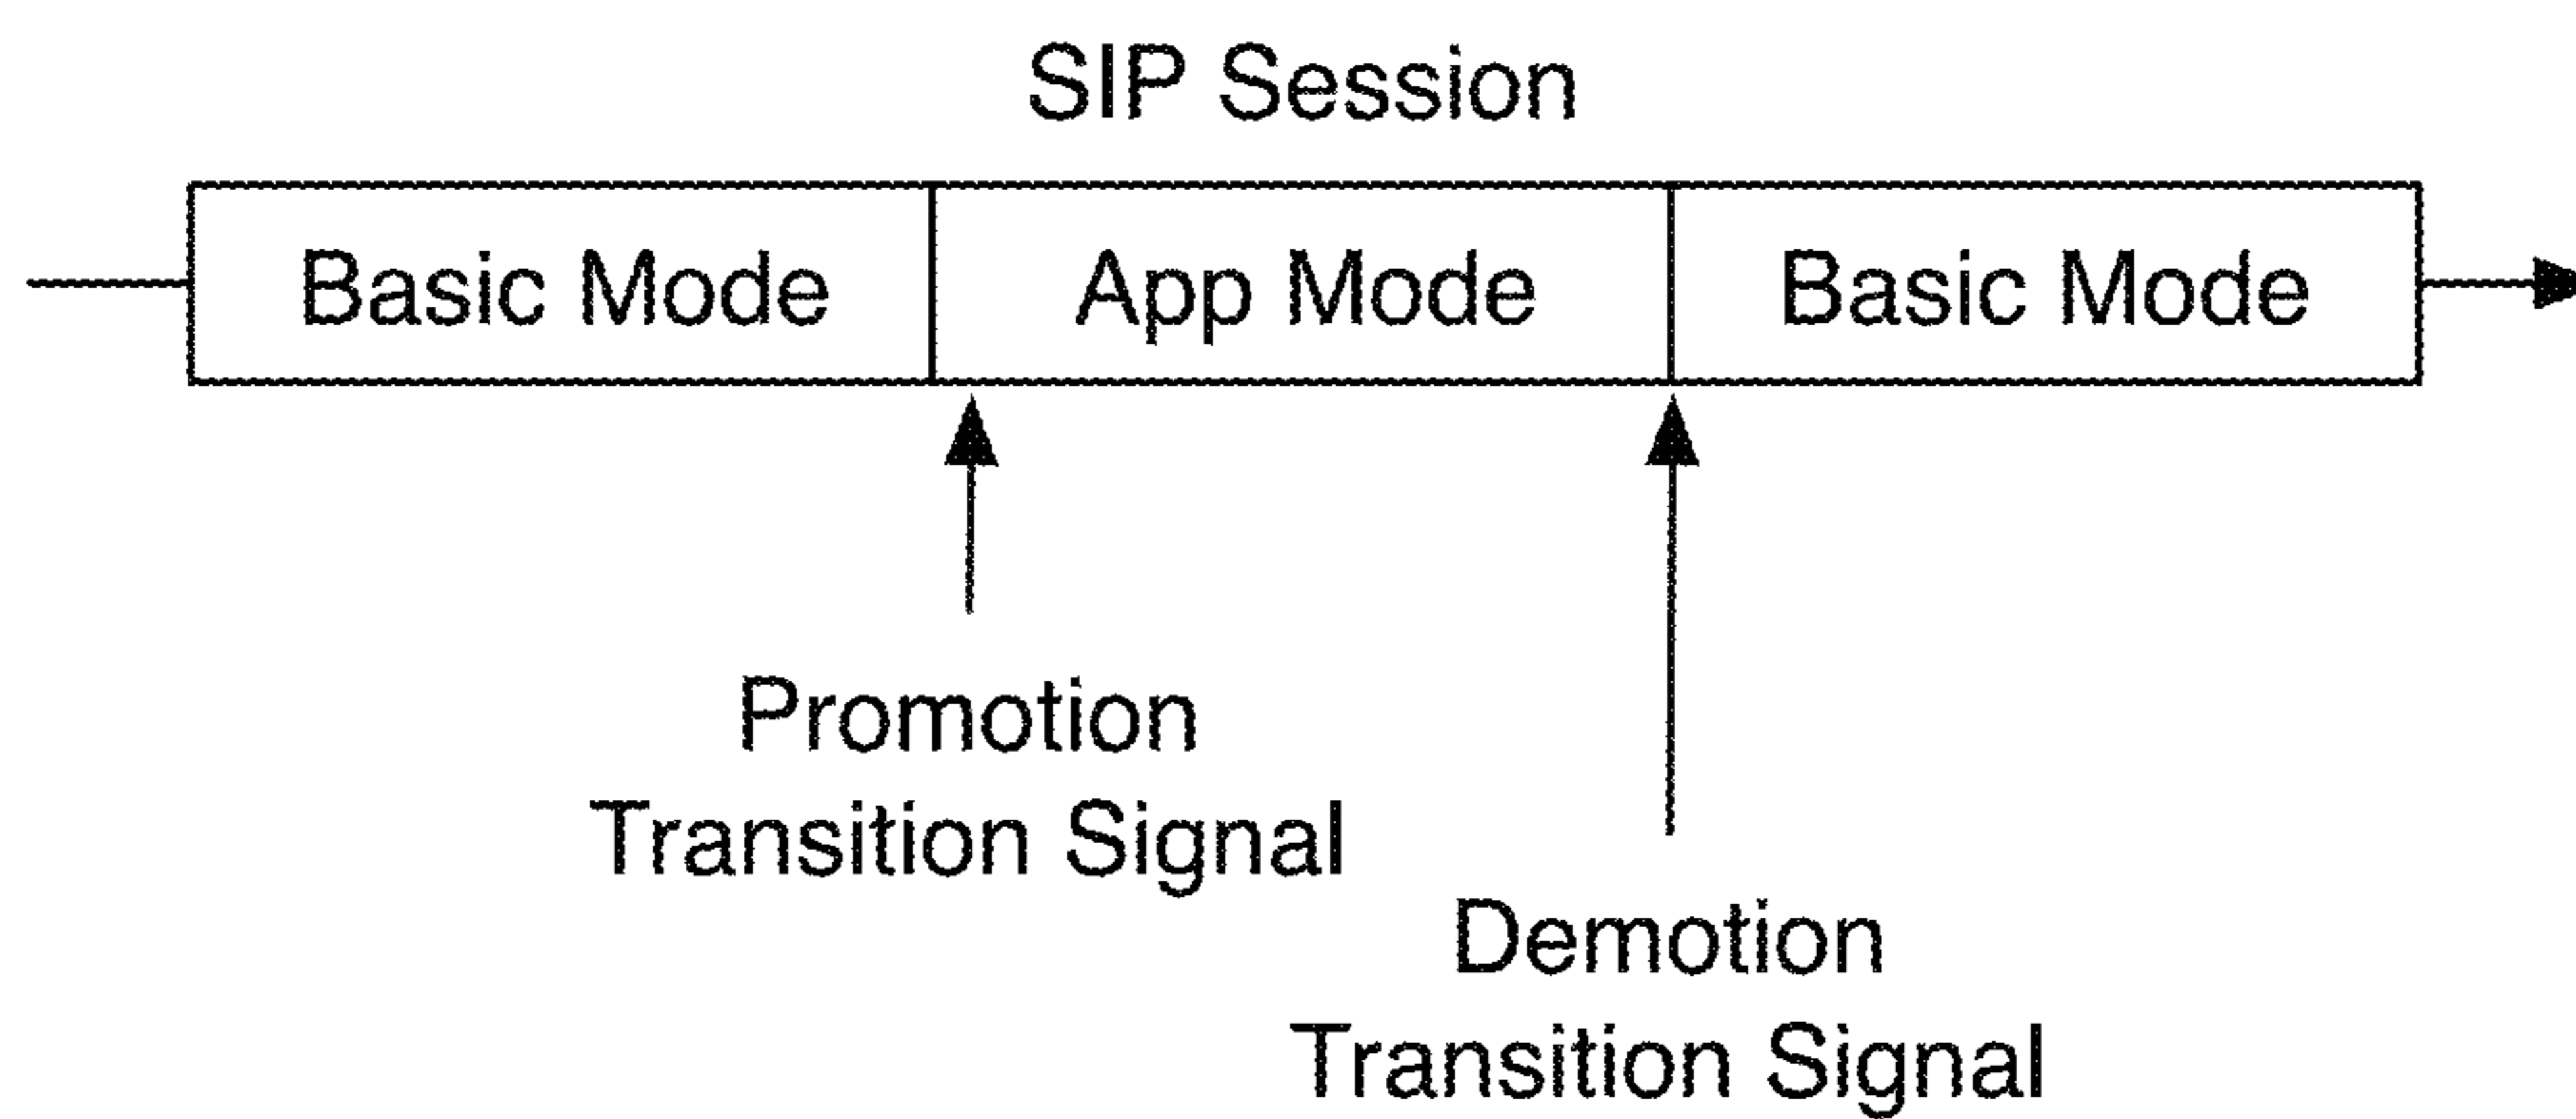 SIP Session
Basic Mode App Mode Basic Mode
Promotion
Transition Signal
Demotion
Transition Signal